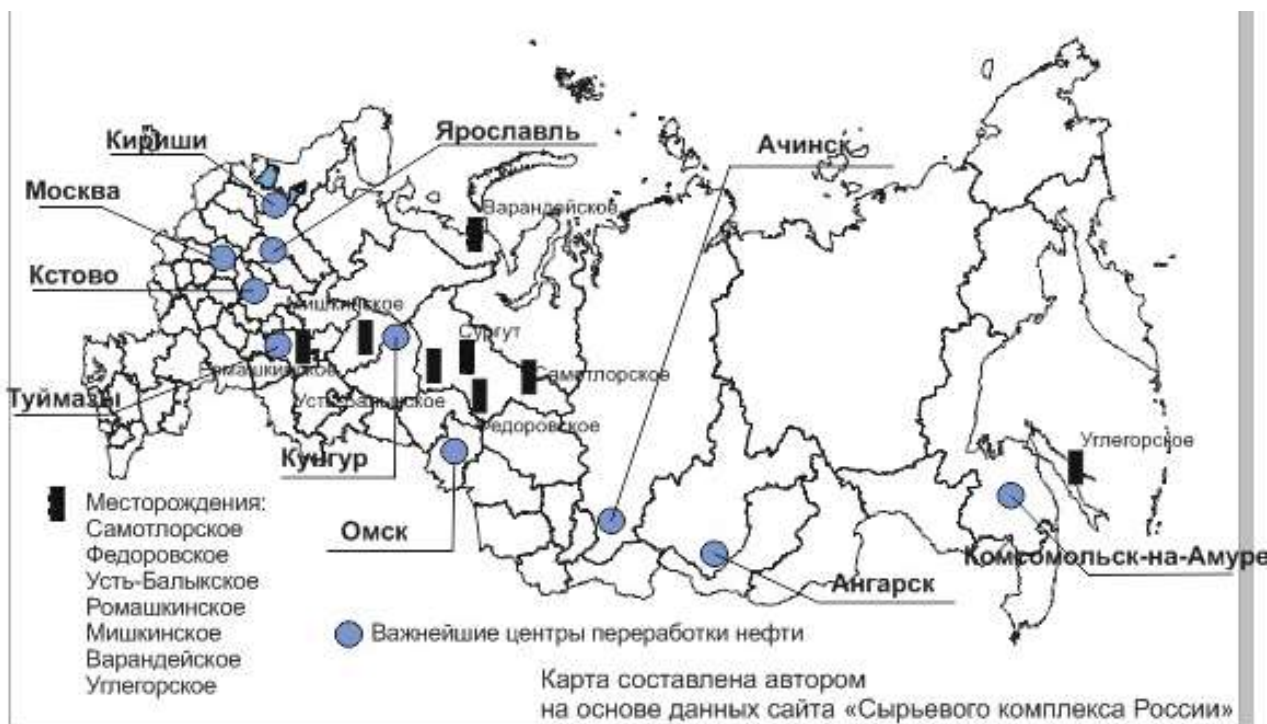 Кириши
Ярославль
Ачинск
Москва
Варандейское
Кстово
Мишкинское
Сургут
Ромашкинское
Самотлорское
Туймазы
Усть-Балыкское
Федоровское
Углегорское
Кунгур
Месторождения:
Самотлорское
Федоровское
Усть-Балыкское
Ромашкинское
Мишкинское
Варандейское
Углегорское
Омск
Комсомольск-на-Амуре
Ангарск
Важнейшие центры переработки нефти
Карта составлена автором
на основе данных сайта «Сырьевого комплекса России»